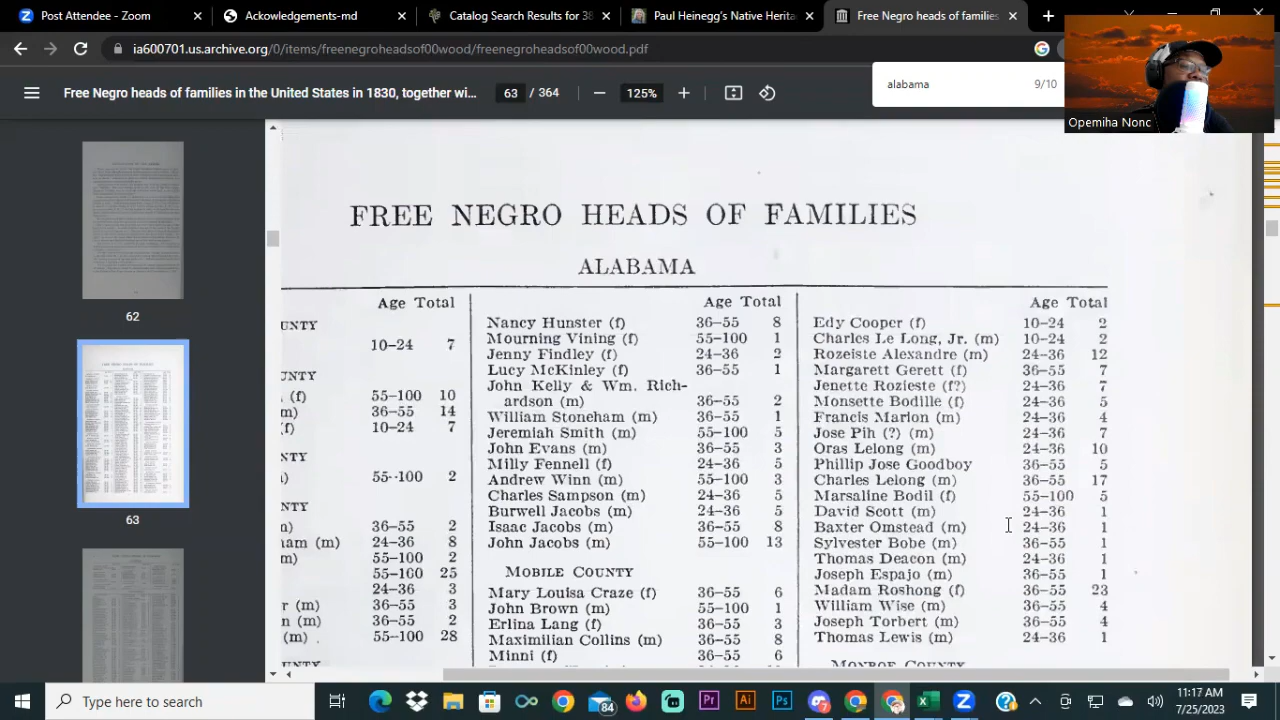 Post Attendee - Zoom
Acknowledgements-md
Catalog Search Results for 38
Paul Heinegg's Native Herita
Free Negro heads of families
ia600701.us.archive.org/0/items/freenegroheadsof00wood/freenegroheadsof00wood.pdf
Free Negro heads of families in the United States in 1830, together wi...
63 / 364
125%
alabama
9/10
Opemiha Nonc
62
63
FREE NEGRO HEADS OF FAMILIES
ALABAMA
Age Total
UNTY
10–24 7
UNTY
(f) 55–100 10
m) 36–55 14
(f) 10–24 7
NTY
) 55--100 2
NTY
n) 36–55 2
am (m) 24–36 8
m) 55–100 2
55–100 25
24–36 3
r (m) 36–55 3
n (m) 36–55 2
(m) 55–100 28
UNTY
Age Total
Nancy Hunster (f) 36–55 8
Mourning Vining (f) 55–100 1
Jenny Findley (f) 24–36 2
Lucy McKinley (f) 36–55 1
John Kelly & Wm. Rich-
ardson (m) 36–55 2
William Stoneham (m) 36–55 1
Jeremiah Smith (m) 55–100 5
John Evans (m) 36–55 3
Milly Fennell (f) 24–36 5
Andrew Winn (m) 55–100 3
Charles Sampson (m) 24–36 5
Burwell Jacobs (m) 24–36 5
Isaac Jacobs (m) 36–55 8
John Jacobs (m) 55–100 13
MOBILE COUNTY
Mary Louisa Craze (f) 36–55 6
John Brown (m) 55–100 1
Erlina Lang (f) 36–55 3
Maximilian Collins (m) 36–55 8
Minni (f) 36–55 6
Age Total
Edy Cooper (f) 10–24 2
Charles Le Long, Jr. (m) 10–24 2
Rozeiste Alexandre (m) 24–36 12
Margarett Gerett (f) 36–55 7
Jenette Rozieste (f?) 24–36 7
Monsette Bodille (f) 24–36 5
Francis Marlon (m) 24–36 4
Jose Pih (?) (m) 24–36 7
Oras Lelong (m) 24–36 10
Phillip Jose Goodboy 36–55 5
Charles Lelong (m) 36–55 17
Marsaline Bodil (f) 55–100 5
David Scott (m) 24–36 1
Baxter Omstead (m) 24–36 1
Sylvester Bobe (m) 36–55 1
Thomas Deacon (m) 24–36 1
Joseph Espajo (m) 36–55 1
Madam Roshong (f) 36–55 23
William Wise (m) 36–55 4
Joseph Torbert (m) 36–55 4
Thomas Lewis (m) 24–36 1
MONROE COUNTY
Type here to search
84
11:17 AM
7/25/2023